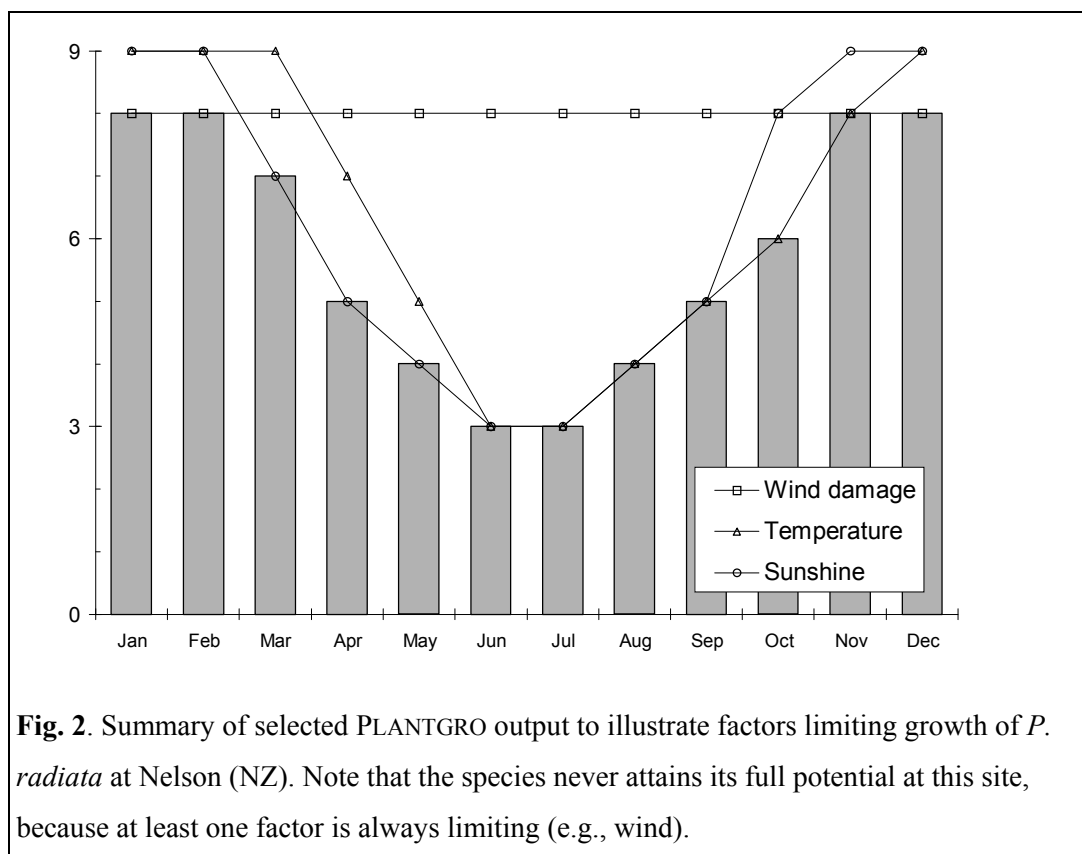 9
6
3
0
Jan Feb Mar Apr May Jun Jul Aug Sep Oct Nov Dec
Wind damage
Temperature
Sunshine
Fig. 2. Summary of selected PLANTGRO output to illustrate factors limiting growth of P.
radiata at Nelson (NZ). Note that the species never attains its full potential at this site,
because at least one factor is always limiting (e.g., wind).